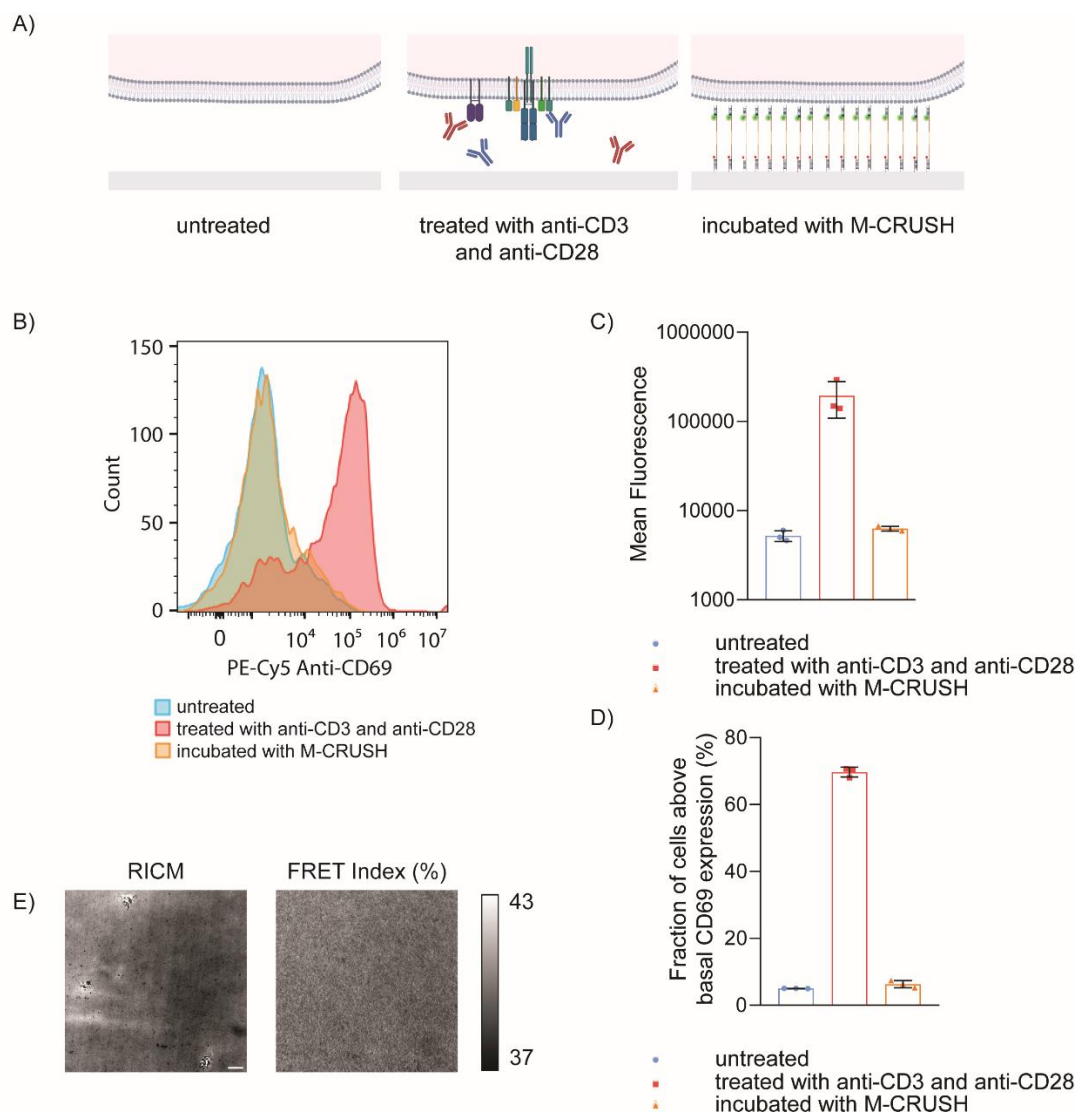 A)
untreated
treated with anti-CD3
and anti-CD28
incubated with M-CRUSH
B)
150
100
50
0
Count
0
10^4
10^5
10^6
10^7
PE-Cy5 Anti-CD69
untreated
treated with anti-CD3 and anti-CD28
incubated with M-CRUSH
C)
1000000
100000
10000
1000
Mean Fluorescence
untreated
treated with anti-CD3 and anti-CD28
incubated with M-CRUSH
D)
80
60
40
20
0
Fraction of cells above
basal CD69 expression (%)
untreated
treated with anti-CD3 and anti-CD28
incubated with M-CRUSH
E)
RICM
FRET Index (%)
43
37